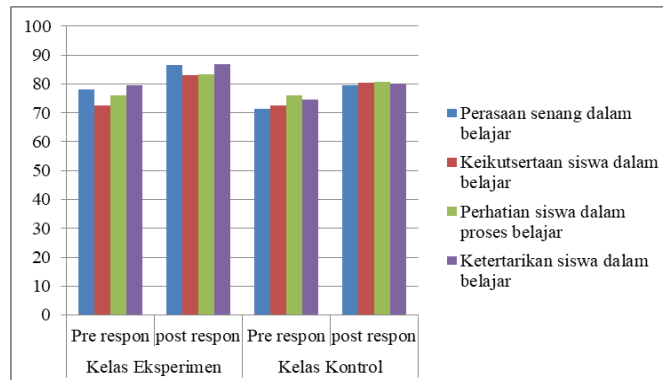 100
90
80
70
60
50
40
30
20
10
0
Pre respon post respon Pre respon post respon
Kelas Eksperimen Kelas Kontrol
Perasaan senang dalam
belajar
Keikutsertaan siswa dalam
belajar
Perhatian siswa dalam
proses belajar
Ketertarikan siswa dalam
belajar